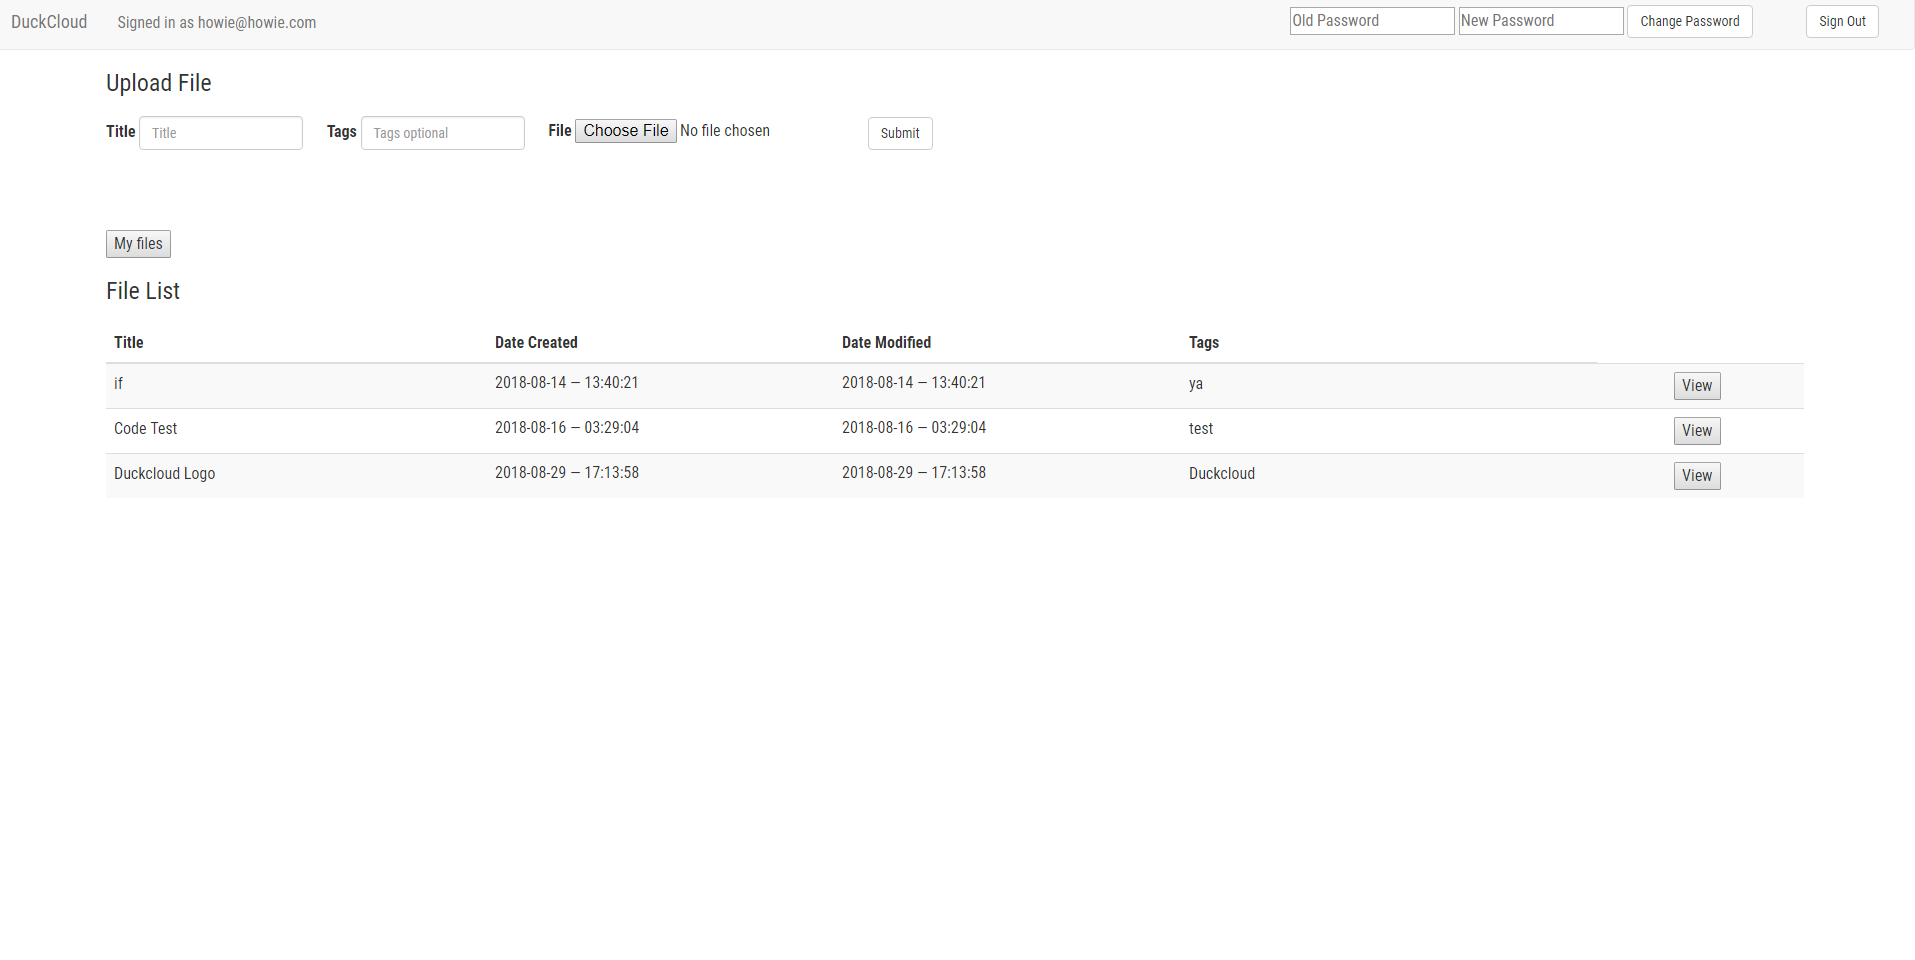 DuckCloud Signed in as howie@howie.com Old Password New Password Change Password Sign Out
Upload File
Title Title Tags Tags optional File Choose File No file chosen Submit
My files
File List
Title Date Created Date Modified Tags
if 2018-08-14 – 13:40:21 2018-08-14 – 13:40:21 ya View
Code Test 2018-08-16 – 03:29:04 2018-08-16 – 03:29:04 test View
Duckcloud Logo 2018-08-29 – 17:13:58 2018-08-29 – 17:13:58 Duckcloud View